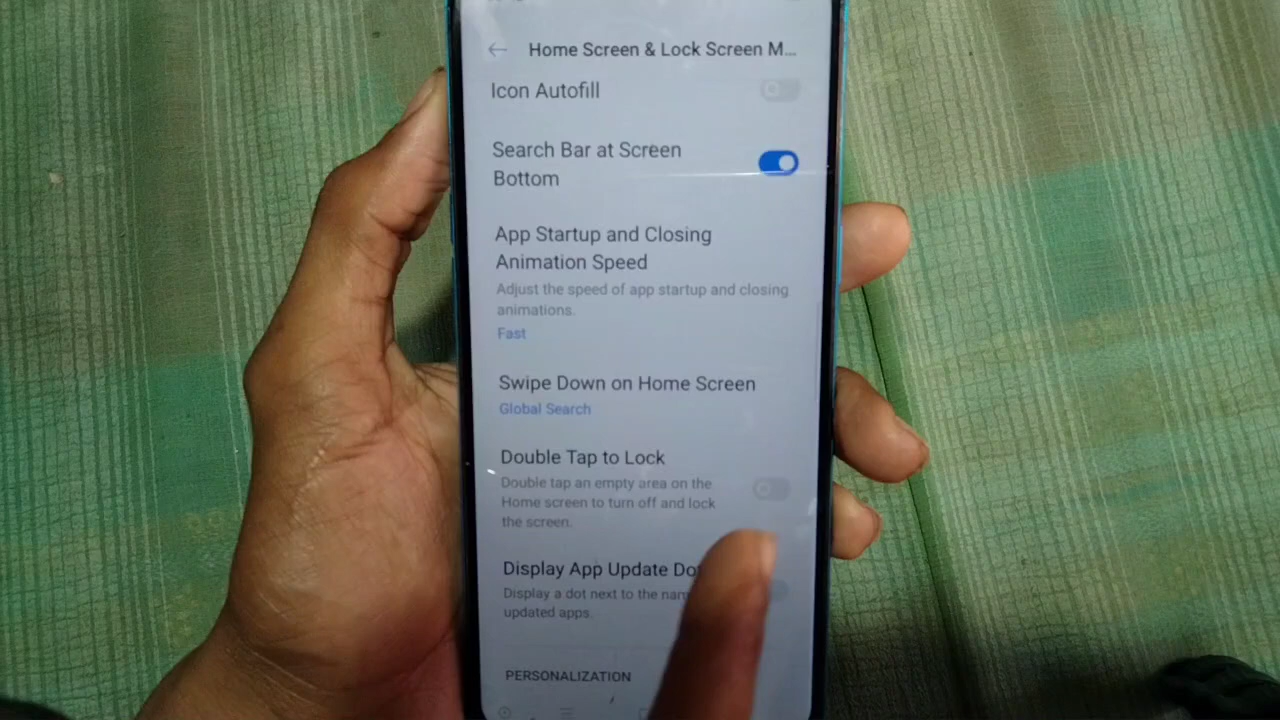 Home Screen & Lock Screen M...
Icon Autofill
Search Bar at Screen
Bottom
App Startup and Closing
Animation Speed
Adjust the speed of app startup and closing
animations.
Fast
Swipe Down on Home Screen
Global Search
Double Tap to Lock
Double tap an empty area on the
Home screen to turn off and lock
the screen.
Display App Update
Display a dot next to the
updated apps.
PERSONALIZATION